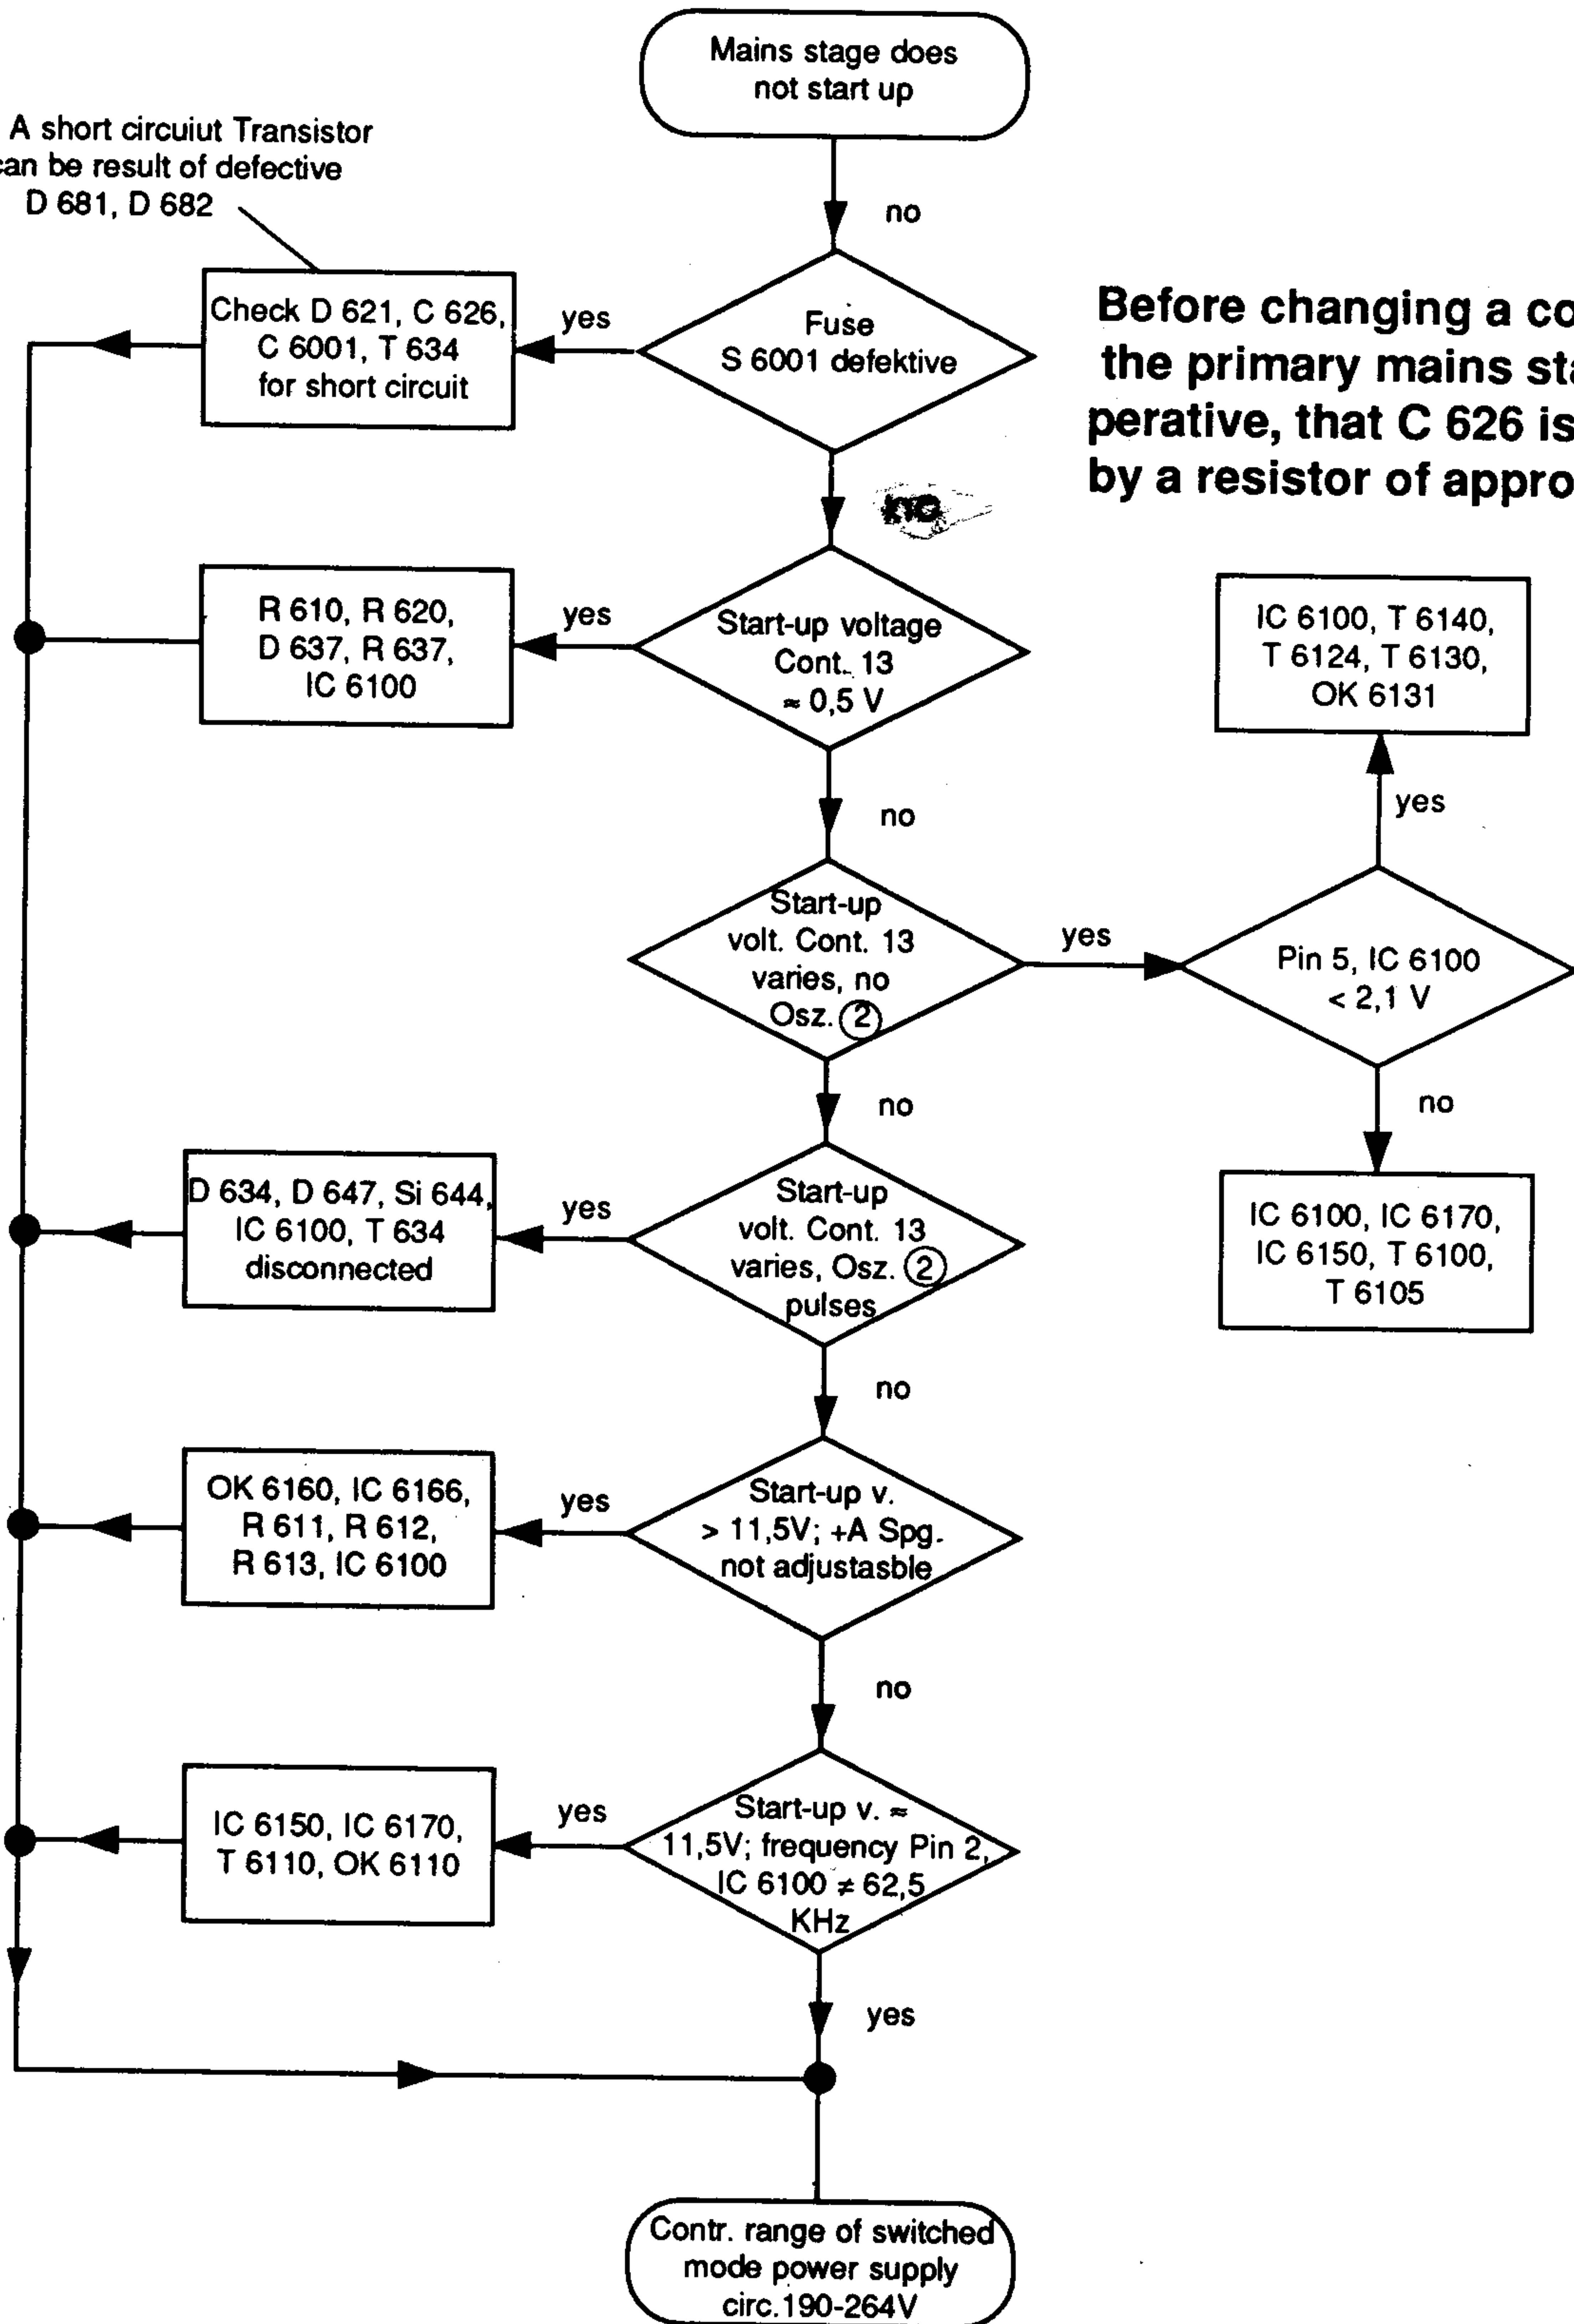 Mains stage does
not start up
A short circuiut Transistor
can be result of defective
D 681, D 682
no
Check D 621, C 626,
C 6001, T 634
for short circuit
yes
Fuse
S 6001 defektive
Before changing a co
the primary mains sta
perative, that C 626 is
by a resistor of appro
no
R 610, R 620,
D 637, R 637,
IC 6100
yes
Start-up voltage
Cont. 13
≈ 0,5 V
IC 6100, T 6140,
T 6124, T 6130,
OK 6131
yes
no
Start-up
volt. Cont. 13
varies, no
Osz. ②
yes
Pin 5, IC 6100
< 2,1 V
no
no
D 634, D 647, Si 644,
IC 6100, T 634
disconnected
yes
Start-up
volt. Cont. 13
varies, Osz. ②
pulses
IC 6100, IC 6170,
IC 6150, T 6100,
T 6105
no
OK 6160, IC 6166,
R 611, R 612,
R 613, IC 6100
yes
Start-up v.
> 11,5V; +A Spg.
not adjustasble
no
IC 6150, IC 6170,
T 6110, OK 6110
yes
Start-up v. ≈
11,5V; frequency Pin 2,
IC 6100 ≠ 62,5
KHz
yes
Contr. range of switched
mode power supply
circ.190-264V